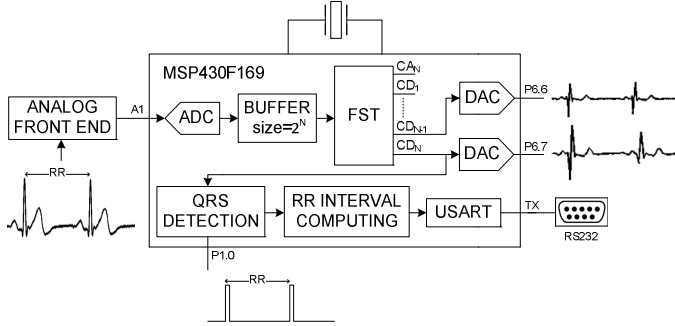 MSP430F169
ANALOG
FRONT END
A1
ADC
BUFFER
size=2^N
FST
CA_N
CD_1
CD_N-1
CD_N
DAC
P6.6
DAC
P6.7
RR
QRS
DETECTION
RR INTERVAL
COMPUTING
USART
TX
RS232
P1.0
RR